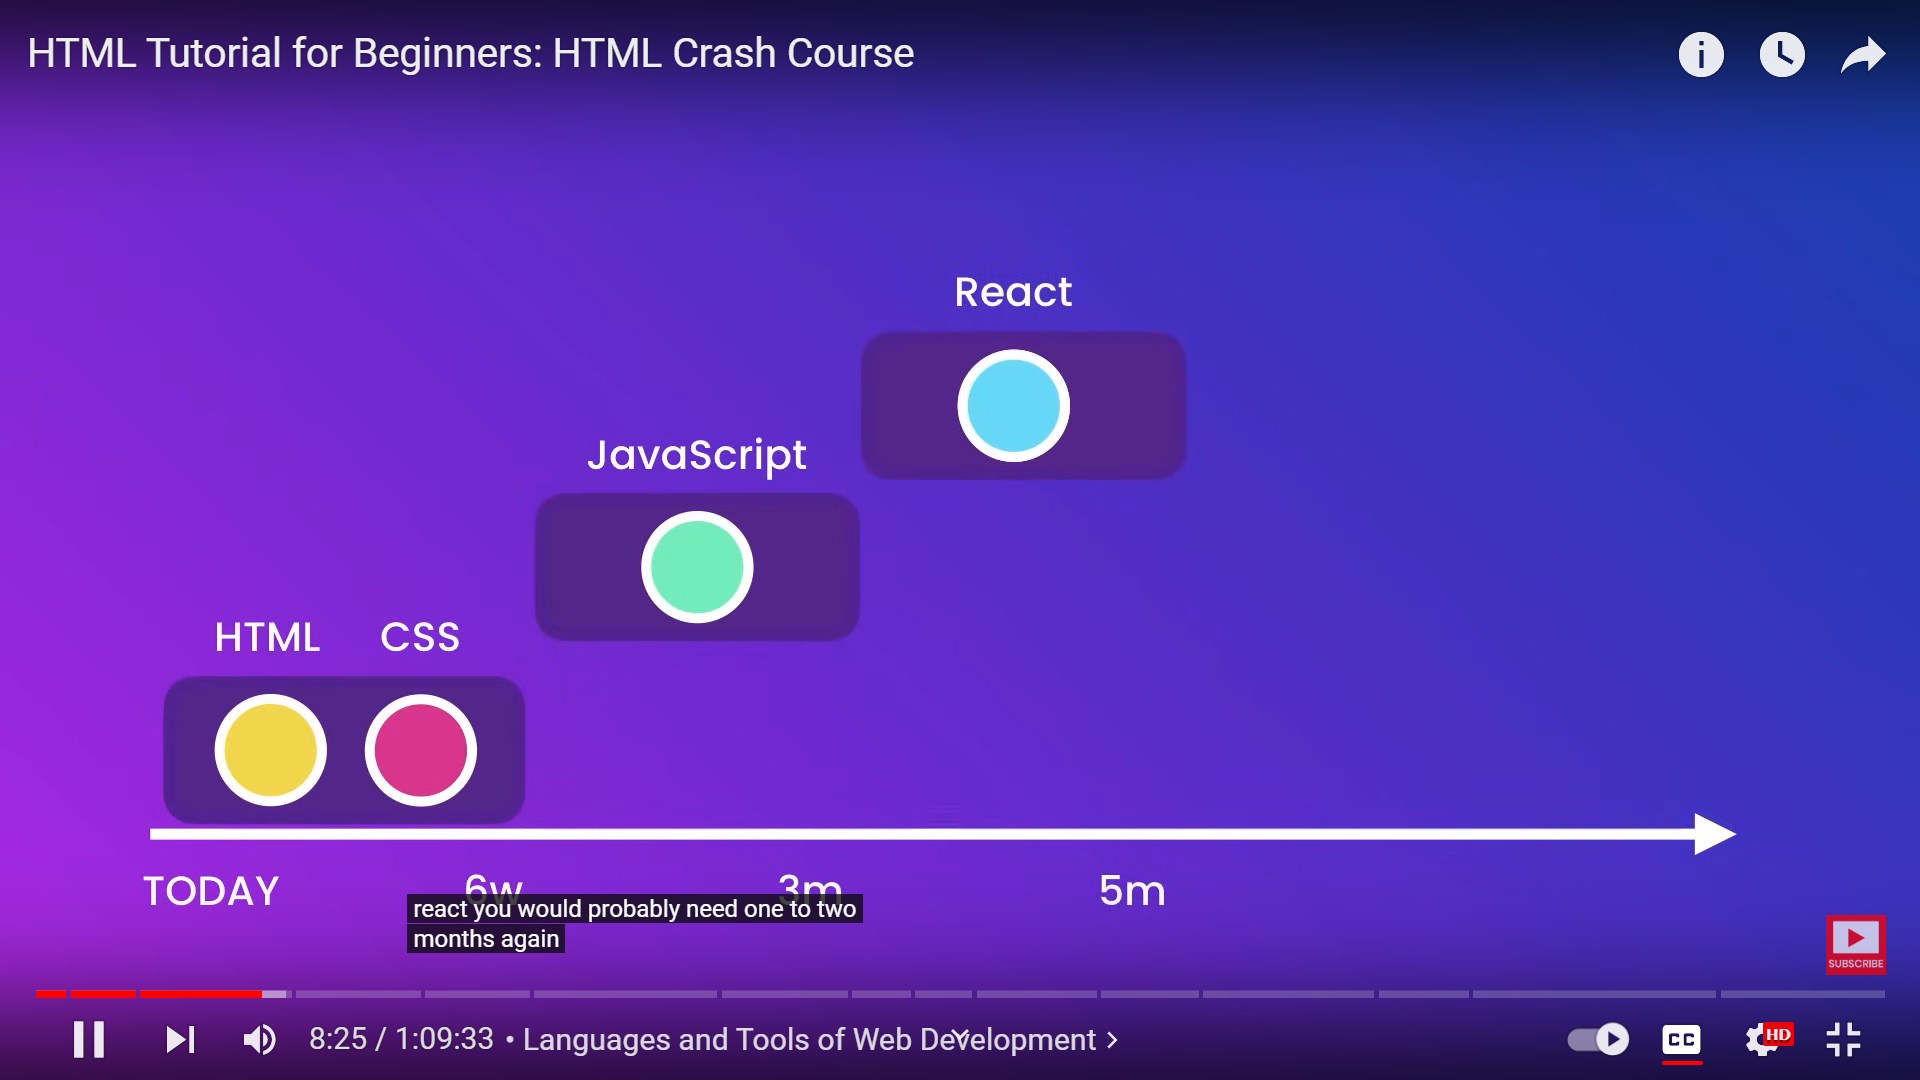 HTML Tutorial for Beginners: HTML Crash Course
React
JavaScript
HTML CSS
TODAY 6w 3m 5m
react you would probably need one to two
months again
SUBSCRIBE
8:25 / 1:09:33 • Languages and Tools of Web Development
CC
HD